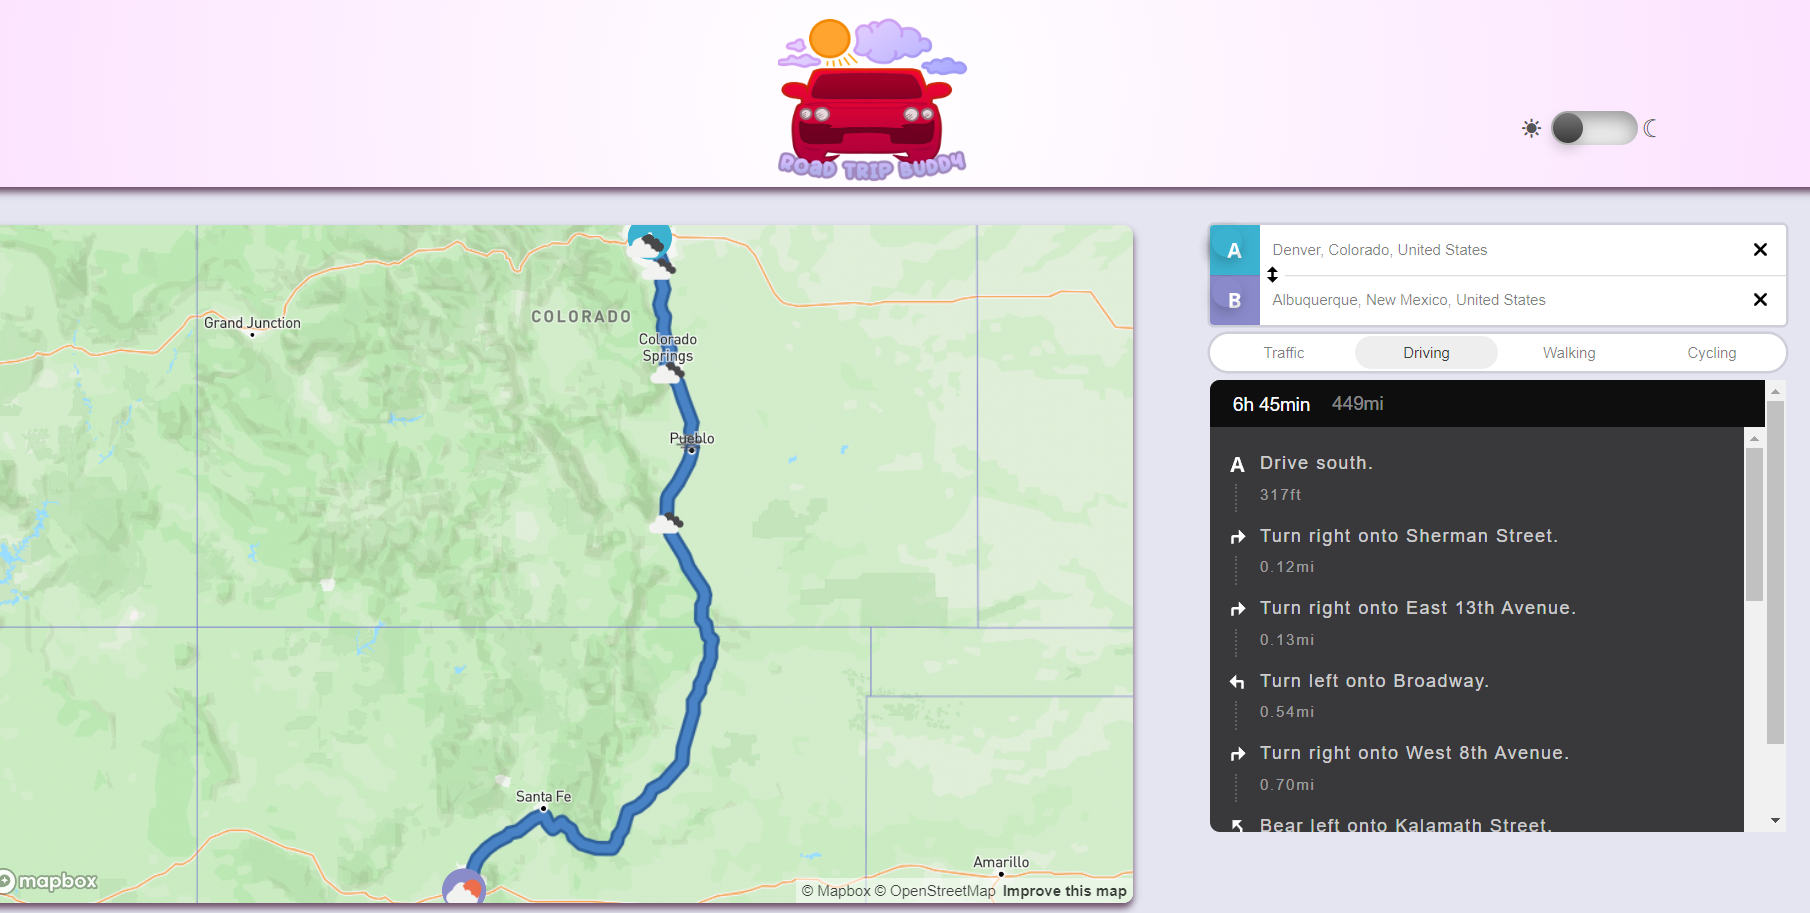 ROAD TRIP BUDDY
COLORADO
Grand Junction
Colorado
Springs
Pueblo
Santa Fe
Amarillo
mapbox
© Mapbox © OpenStreetMap Improve this map
A
Denver, Colorado, United States
B
Albuquerque, New Mexico, United States
Traffic
Driving
Walking
Cycling
6h 45min 449mi
A
Drive south.
317ft
Turn right onto Sherman Street.
0.12mi
Turn right onto East 13th Avenue.
0.13mi
Turn left onto Broadway.
0.54mi
Turn right onto West 8th Avenue.
0.70mi
Bear left onto Kalamath Street.